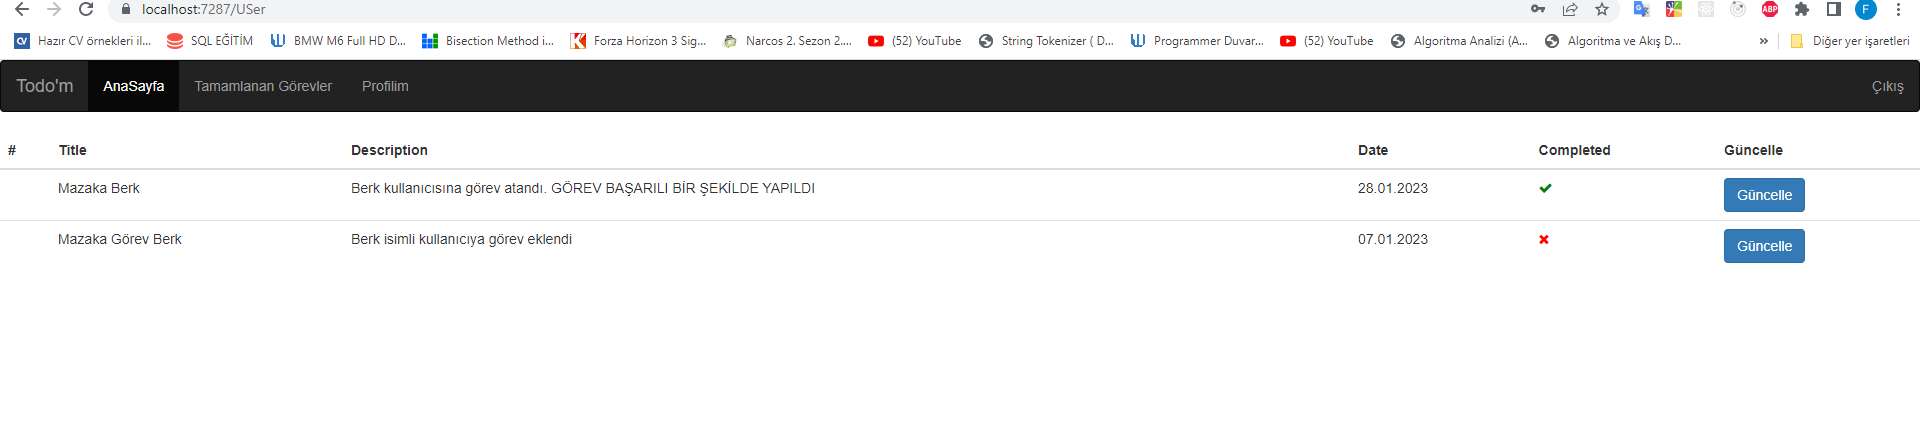 localhost:7287/USer
ABP F
CV Hazır CV örnekleri il... SQL EĞİTİM BMW M6 Full HD D... Bisection Method i... Forza Horizon 3 Sig... Narcos 2. Sezon 2.... (52) YouTube String Tokenizer ( D... Programmer Duvar... (52) YouTube Algoritma Analizi (A... Algoritma ve Akış D... » Diğer yer işaretleri
Todo'm AnaSayfa Tamamlanan Görevler Profilim Çıkış
# Title Description Date Completed Güncelle
Mazaka Berk Berk kullanıcısına görev atandı. GÖREV BAŞARILI BİR ŞEKİLDE YAPILDI 28.01.2023 Güncelle
Mazaka Görev Berk Berk isimli kullanıcıya görev eklendi 07.01.2023 Güncelle